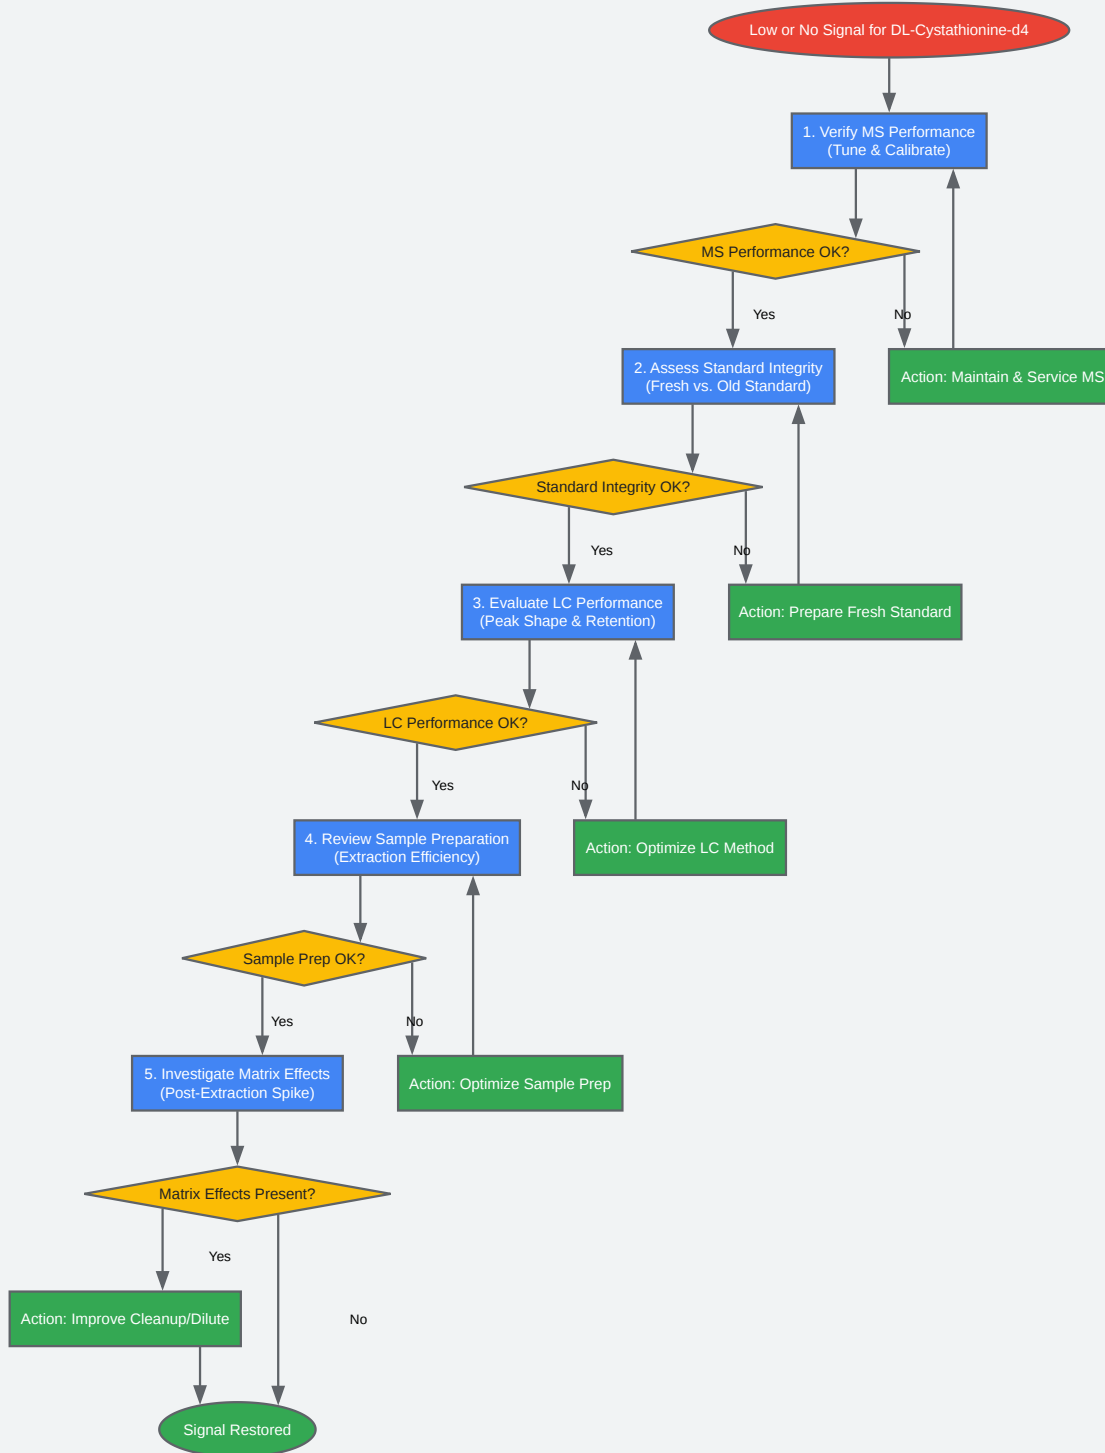 Low or No Signal for DL-Cystathionine-d4
1. Verify MS Performance
(Tune & Calibrate)
MS Performance OK?
Yes
No
2. Assess Standard Integrity
(Fresh vs. Old Standard)
Action: Maintain & Service MS
Standard Integrity OK?
Yes
No
3. Evaluate LC Performance
(Peak Shape & Retention)
Action: Prepare Fresh Standard
LC Performance OK?
Yes
No
4. Review Sample Preparation
(Extraction Efficiency)
Action: Optimize LC Method
Sample Prep OK?
Yes
No
5. Investigate Matrix Effects
(Post-Extraction Spike)
Action: Optimize Sample Prep
Matrix Effects Present?
Yes
Action: Improve Cleanup/Dilute
No
Signal Restored